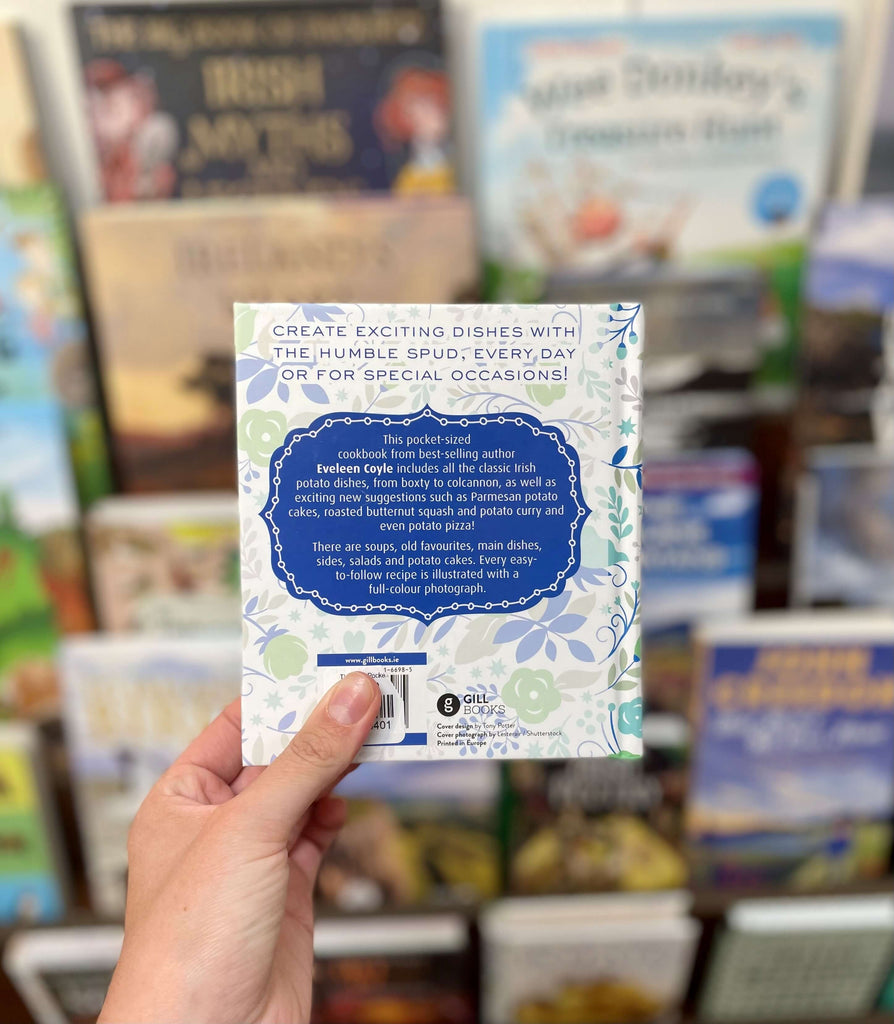 IRISH
MYTHS
Treasure Hunt
CREATE EXCITING DISHES WITH
THE HUMBLE SPUD, EVERY DAY
OR FOR SPECIAL OCCASIONS!
This pocket-sized
cookbook from best-selling author
Eveleen Coyle includes all the classic Irish
potato dishes, from boxty to colcannon, as well as
exciting new suggestions such as Parmesan potato
cakes, roasted butternut squash and potato curry and
even potato pizza!
There are soups, old favourites, main dishes,
sides, salads and potato cakes. Every easy-
to-follow recipe is illustrated with a
full-colour photograph.
www.gillbooks.ie
1-6698-5
g GILL
BOOKS
Cover design by Tony Potter
Cover photograph by / Shutterstock
Printed in Europe